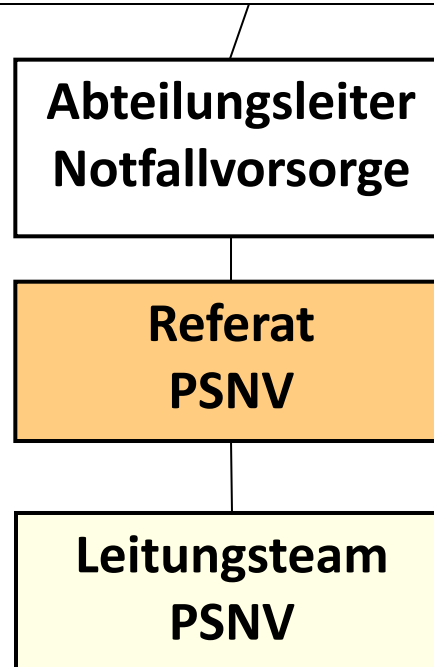 Abteilungsleiter
Notfallvorsorge
Referat
PSNV
Leitungsteam
PSNV